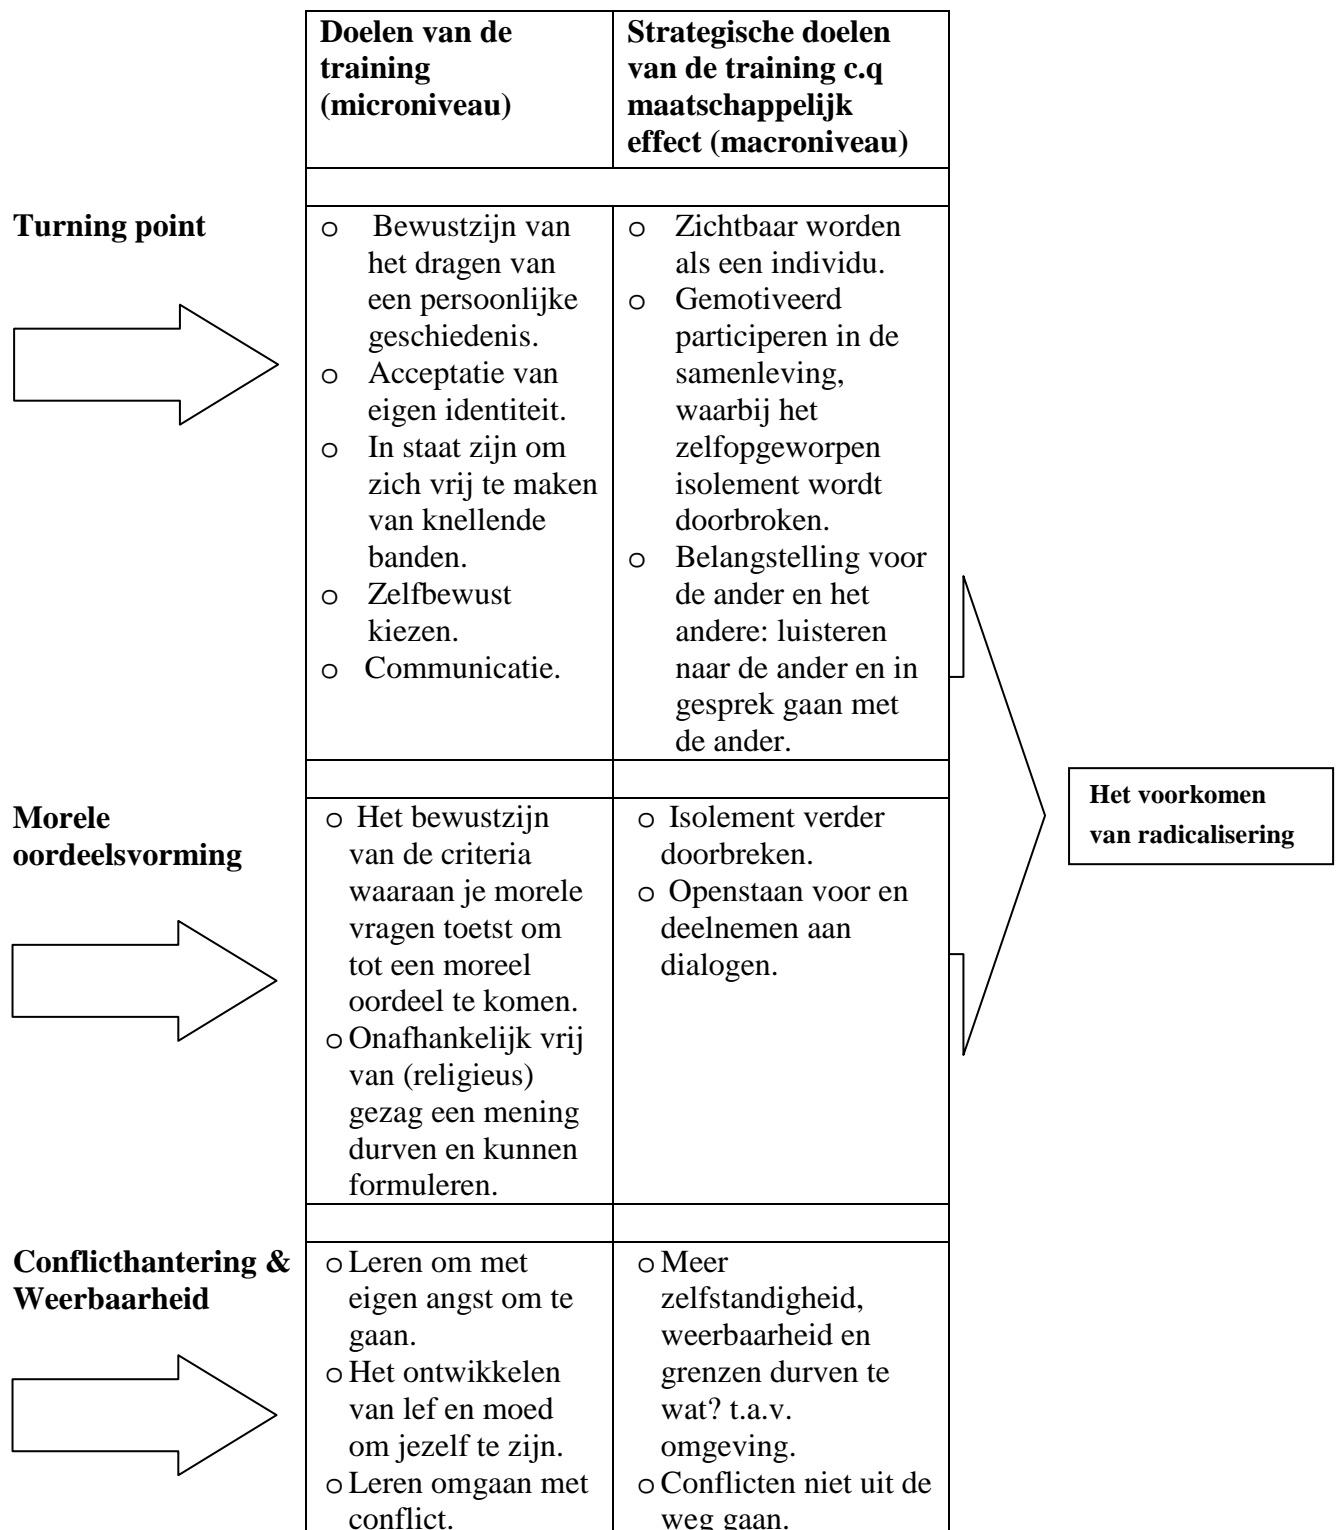 Doelen van de
training
(microniveau)
Strategische doelen
van de training c.q
maatschappelijk
effect (macroniveau)
Turning point
o Bewustzijn van
het dragen van
een persoonlijke
geschiedenis.
o Acceptatie van
eigen identiteit.
o In staat zijn om
zich vrij te maken
van knellende
banden.
o Zelfbewust
kiezen.
o Communicatie.
o Zichtbaar worden
als een individu.
o Gemotiveerd
participeren in de
samenleving,
waarbij het
zelfopgeworpen
isolement wordt
doorbroken.
o Belangstelling voor
de ander en het
andere: luisteren
naar de ander en in
gesprek gaan met
de ander.
Morele
oordeelsvorming
o Het bewustzijn
van de criteria
waaraan je morele
vragen toetst om
tot een moreel
oordeel te komen.
o Onafhankelijk vrij
van (religieus)
gezag een mening
durven en kunnen
formuleren.
o Isolement verder
doorbreken.
o Openstaan voor en
deelnemen aan
dialogen.
Conflicthantering &
Weerbaarheid
o Leren om met
eigen angst om te
gaan.
o Het ontwikkelen
van lef en moed
om jezelf te zijn.
o Leren omgaan met
conflict.
o Meer
zelfstandigheid,
weerbaarheid en
grenzen durven te
wat? t.a.v.
omgeving.
o Conflicten niet uit de
weg gaan.
Het voorkomen
van radicalisering